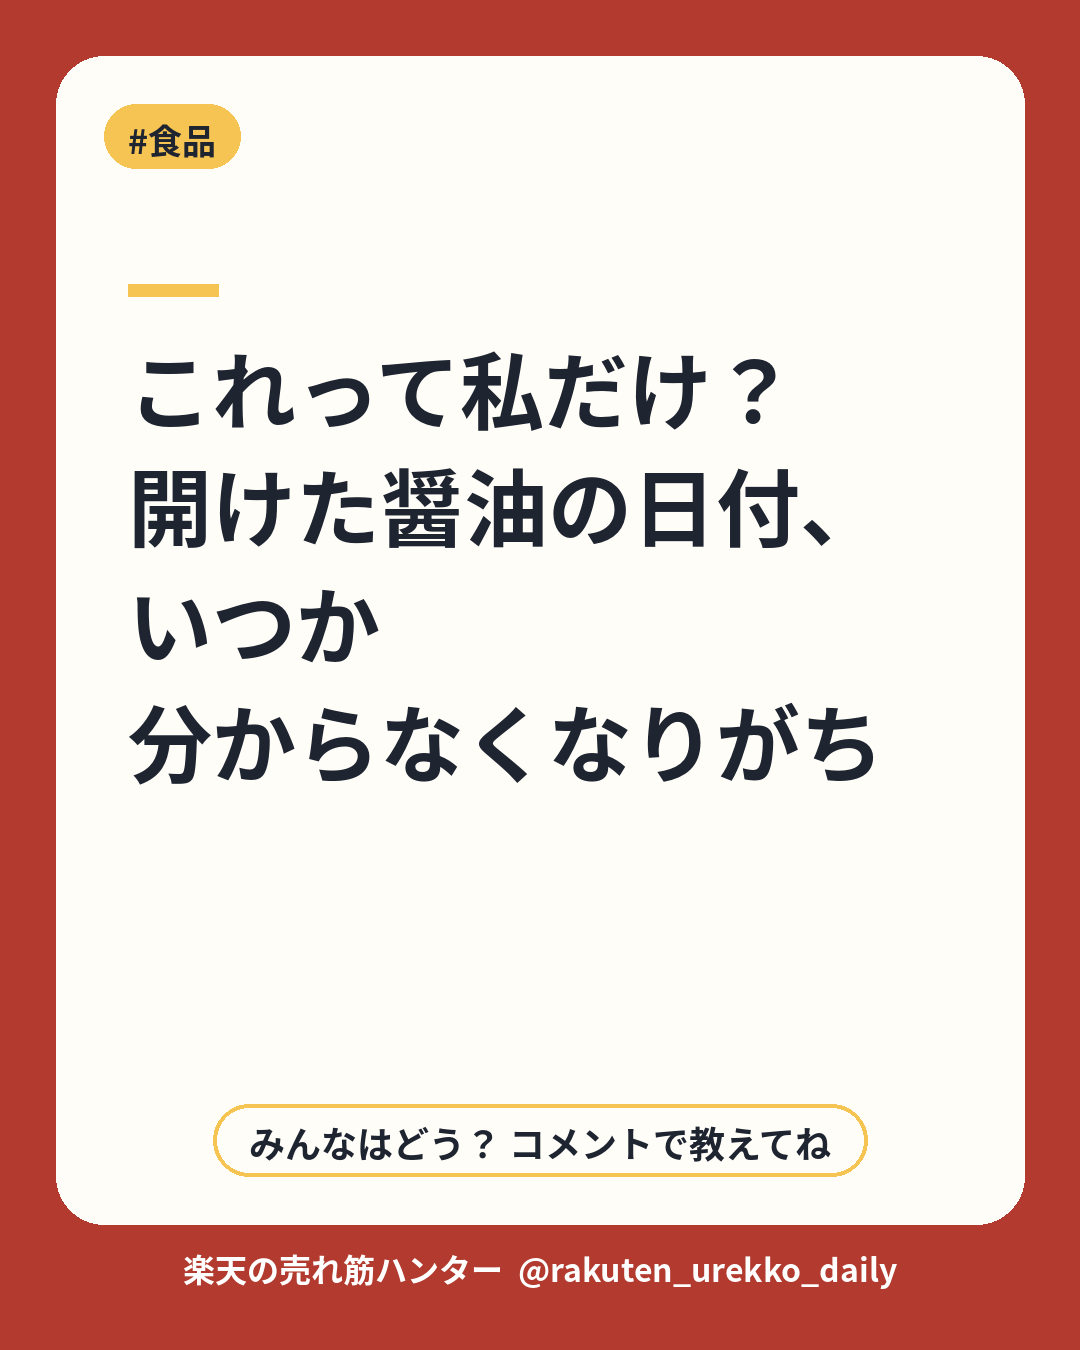 #食品
これって私だけ？
開けた醤油の日付、
いつか
分からなくなりがち
みんなはどう？ コメントで教えてね
楽天の売れ筋ハンター @rakuten_urekko_daily